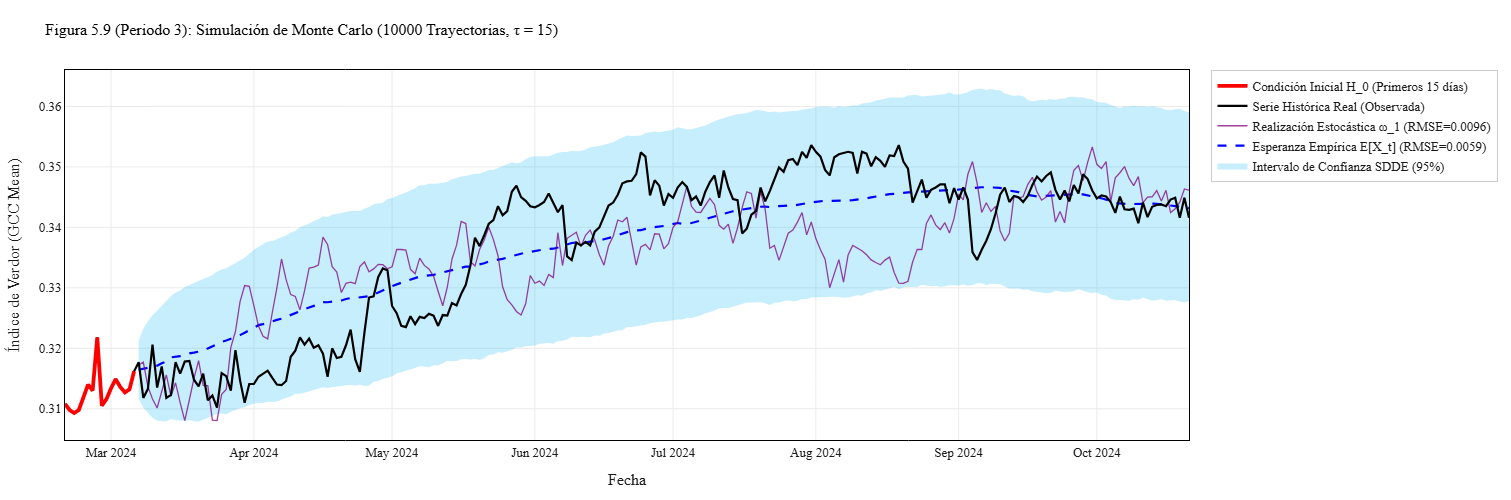 Figura 5.9 (Periodo 3): Simulación de Monte Carlo (10000 Trayectorias, τ = 15)
Condición Inicial H_0 (Primeros 15 días)
Serie Histórica Real (Observada)
Realización Estocástica ω_1 (RMSE=0.0096)
Esperanza Empírica E[X_t] (RMSE=0.0059)
Intervalo de Confianza SDDE (95%)
Índice de Verdor (GCC Mean)
0.36
0.35
0.34
0.33
0.32
0.31
Mar 2024 Apr 2024 May 2024 Jun 2024 Jul 2024 Aug 2024 Sep 2024 Oct 2024
Fecha